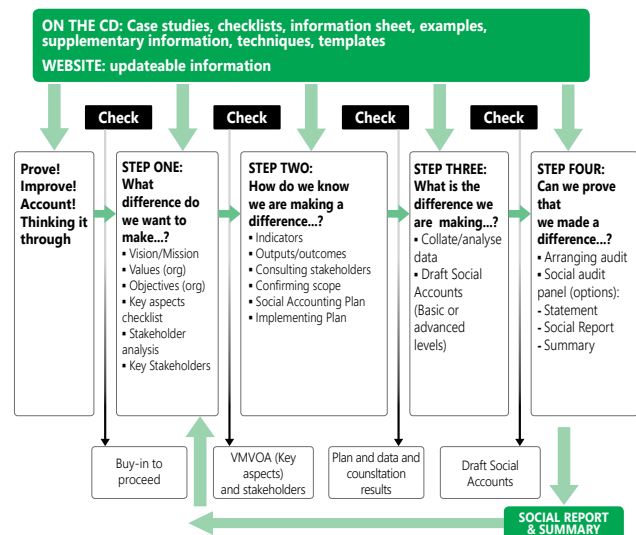 ON THE CD: Case studies, checklists, information sheet, examples,
supplementary information, techniques, templates
WEBSITE: updateable information
Check
Check
Check
Check
Prove!
Improve!
Account!
Thinking it
through
STEP ONE:
What
difference do
we want to
make...?
▪ Vision/Mission
▪ Values (org)
▪ Objectives (org)
▪ Key aspects
checklist
▪ Stakeholder
analysis
▪ Key Stakeholders
STEP TWO:
How do we know
we are making a
difference...?
▪ Indicators
▪ Outputs/outcomes
▪ Consulting stakeholders
▪ Confirming scope
▪ Social Accounting Plan
▪ Implementing Plan
STEP THREE:
What is the
difference we
are making...?
▪ Collate/analyse
data
▪ Draft Social
Accounts
(Basic or
advanced
levels)
STEP FOUR:
Can we prove
that
we made a
difference...?
▪ Arranging audit
▪ Social audit
panel (options):
- Statement
- Social Report
- Summary
Buy-in to
proceed
VMVOA (Key
aspects)
and stakeholders
Plan and data and
counsltation
results
Draft Social
Accounts
SOCIAL REPORT
& SUMMARY